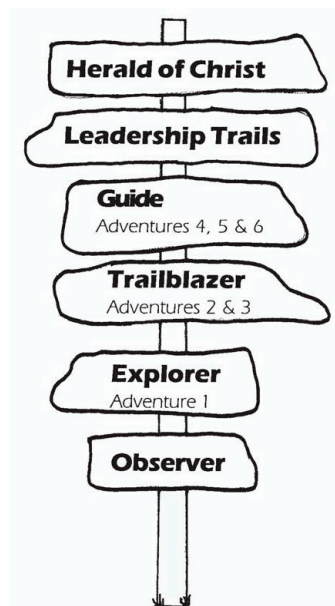 Herald of Christ
Leadership Trails
Guide
Adventures 4, 5 & 6
Trailblazer
Adventures 2 & 3
Explorer
Adventure 1
Observer